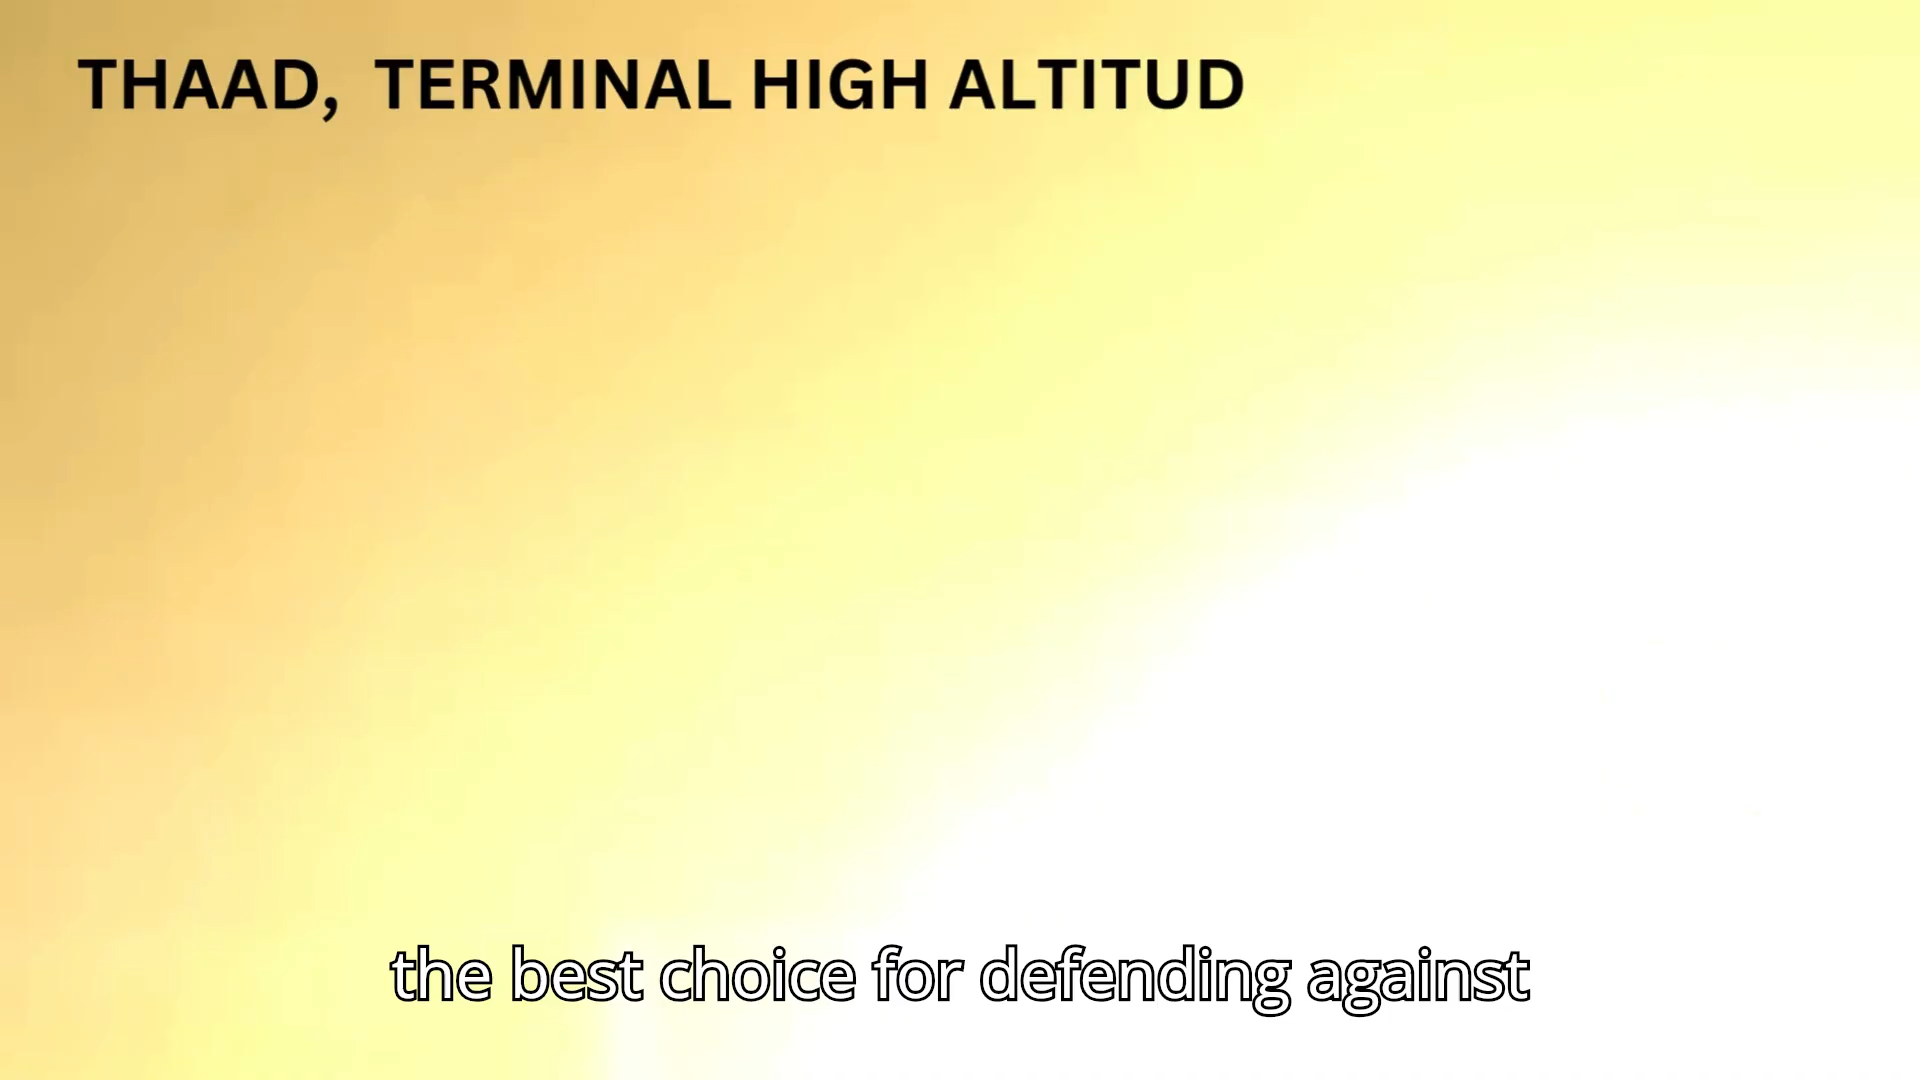 THAAD, TERMINAL HIGH ALTITUD
the best choice for defending against